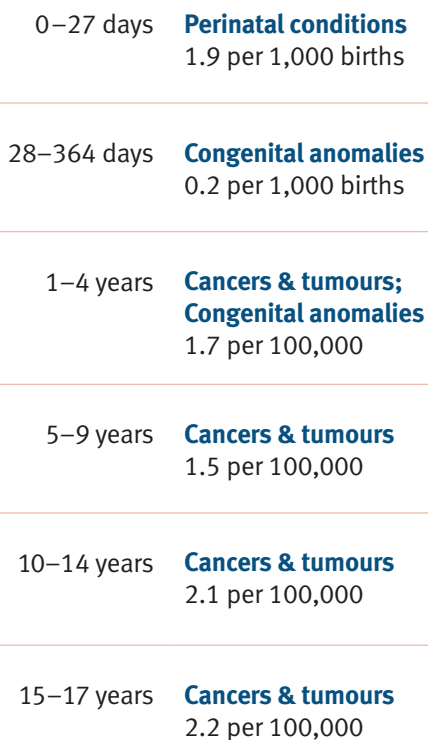 0–27 days Perinatal conditions
1.9 per 1,000 births
28–364 days Congenital anomalies
0.2 per 1,000 births
1–4 years Cancers & tumours;
Congenital anomalies
1.7 per 100,000
5–9 years Cancers & tumours
1.5 per 100,000
10–14 years Cancers & tumours
2.1 per 100,000
15–17 years Cancers & tumours
2.2 per 100,000